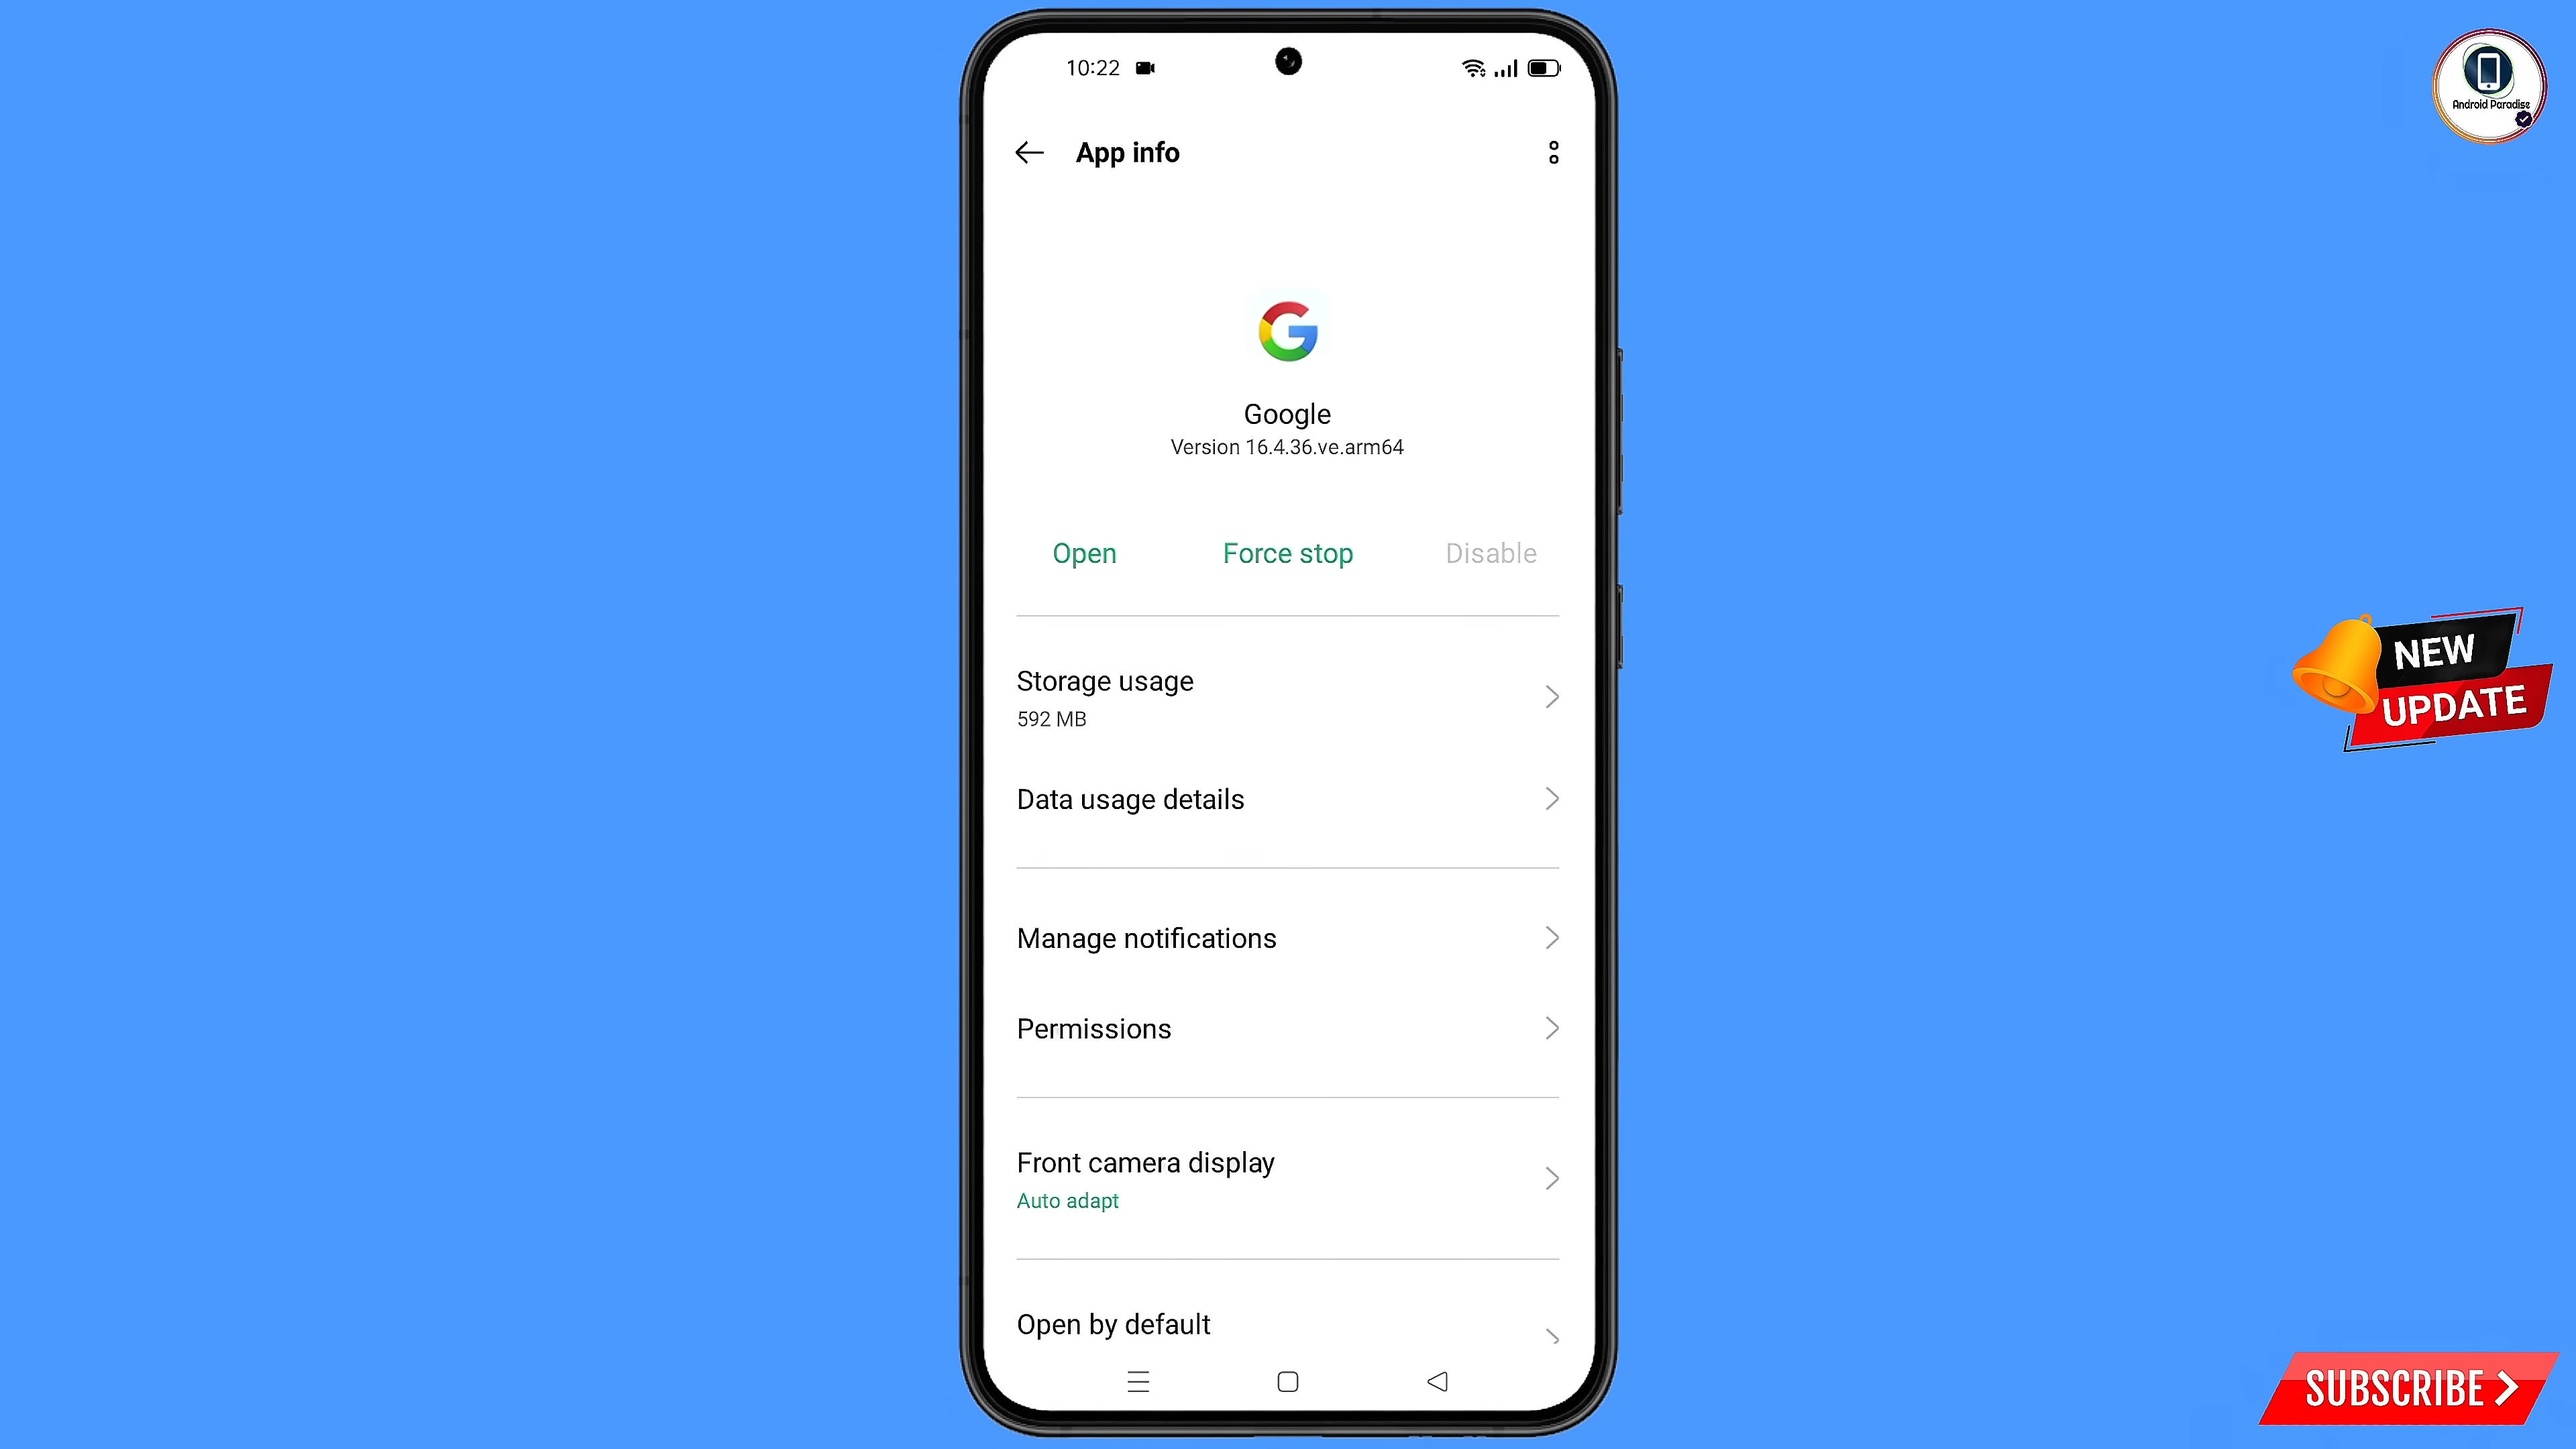 10:22
App info
Google
Version 16.4.36.ve.arm64
Open
Force stop
Disable
Storage usage
592 MB
Data usage details
Manage notifications
Permissions
Front camera display
Auto adapt
Open by default
Android Paradise
NEW
UPDATE
SUBSCRIBE